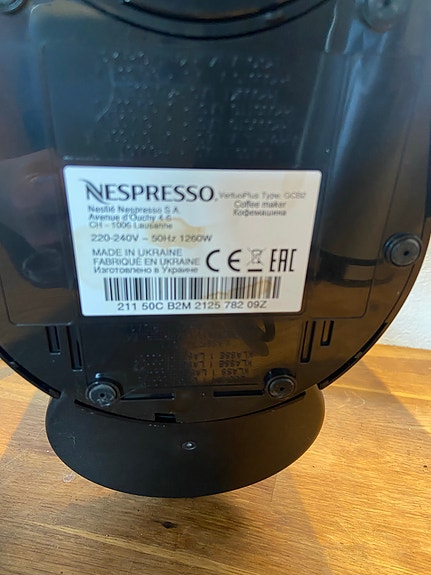 NESPRESSO
VertuoPlus Type: GCB2
Coffee maker
Кофемашина
Nestlé Nespresso S.A
Avenue d'Ouchy 4-6
CH – 1006 Lausanne
220-240V ~ 50Hz 1260W
MADE IN UKRAINE
FABRIQUÉ EN UKRAINE
Изготовлено в Украине
CE EAC
211 50C B2M 2125 782 09Z